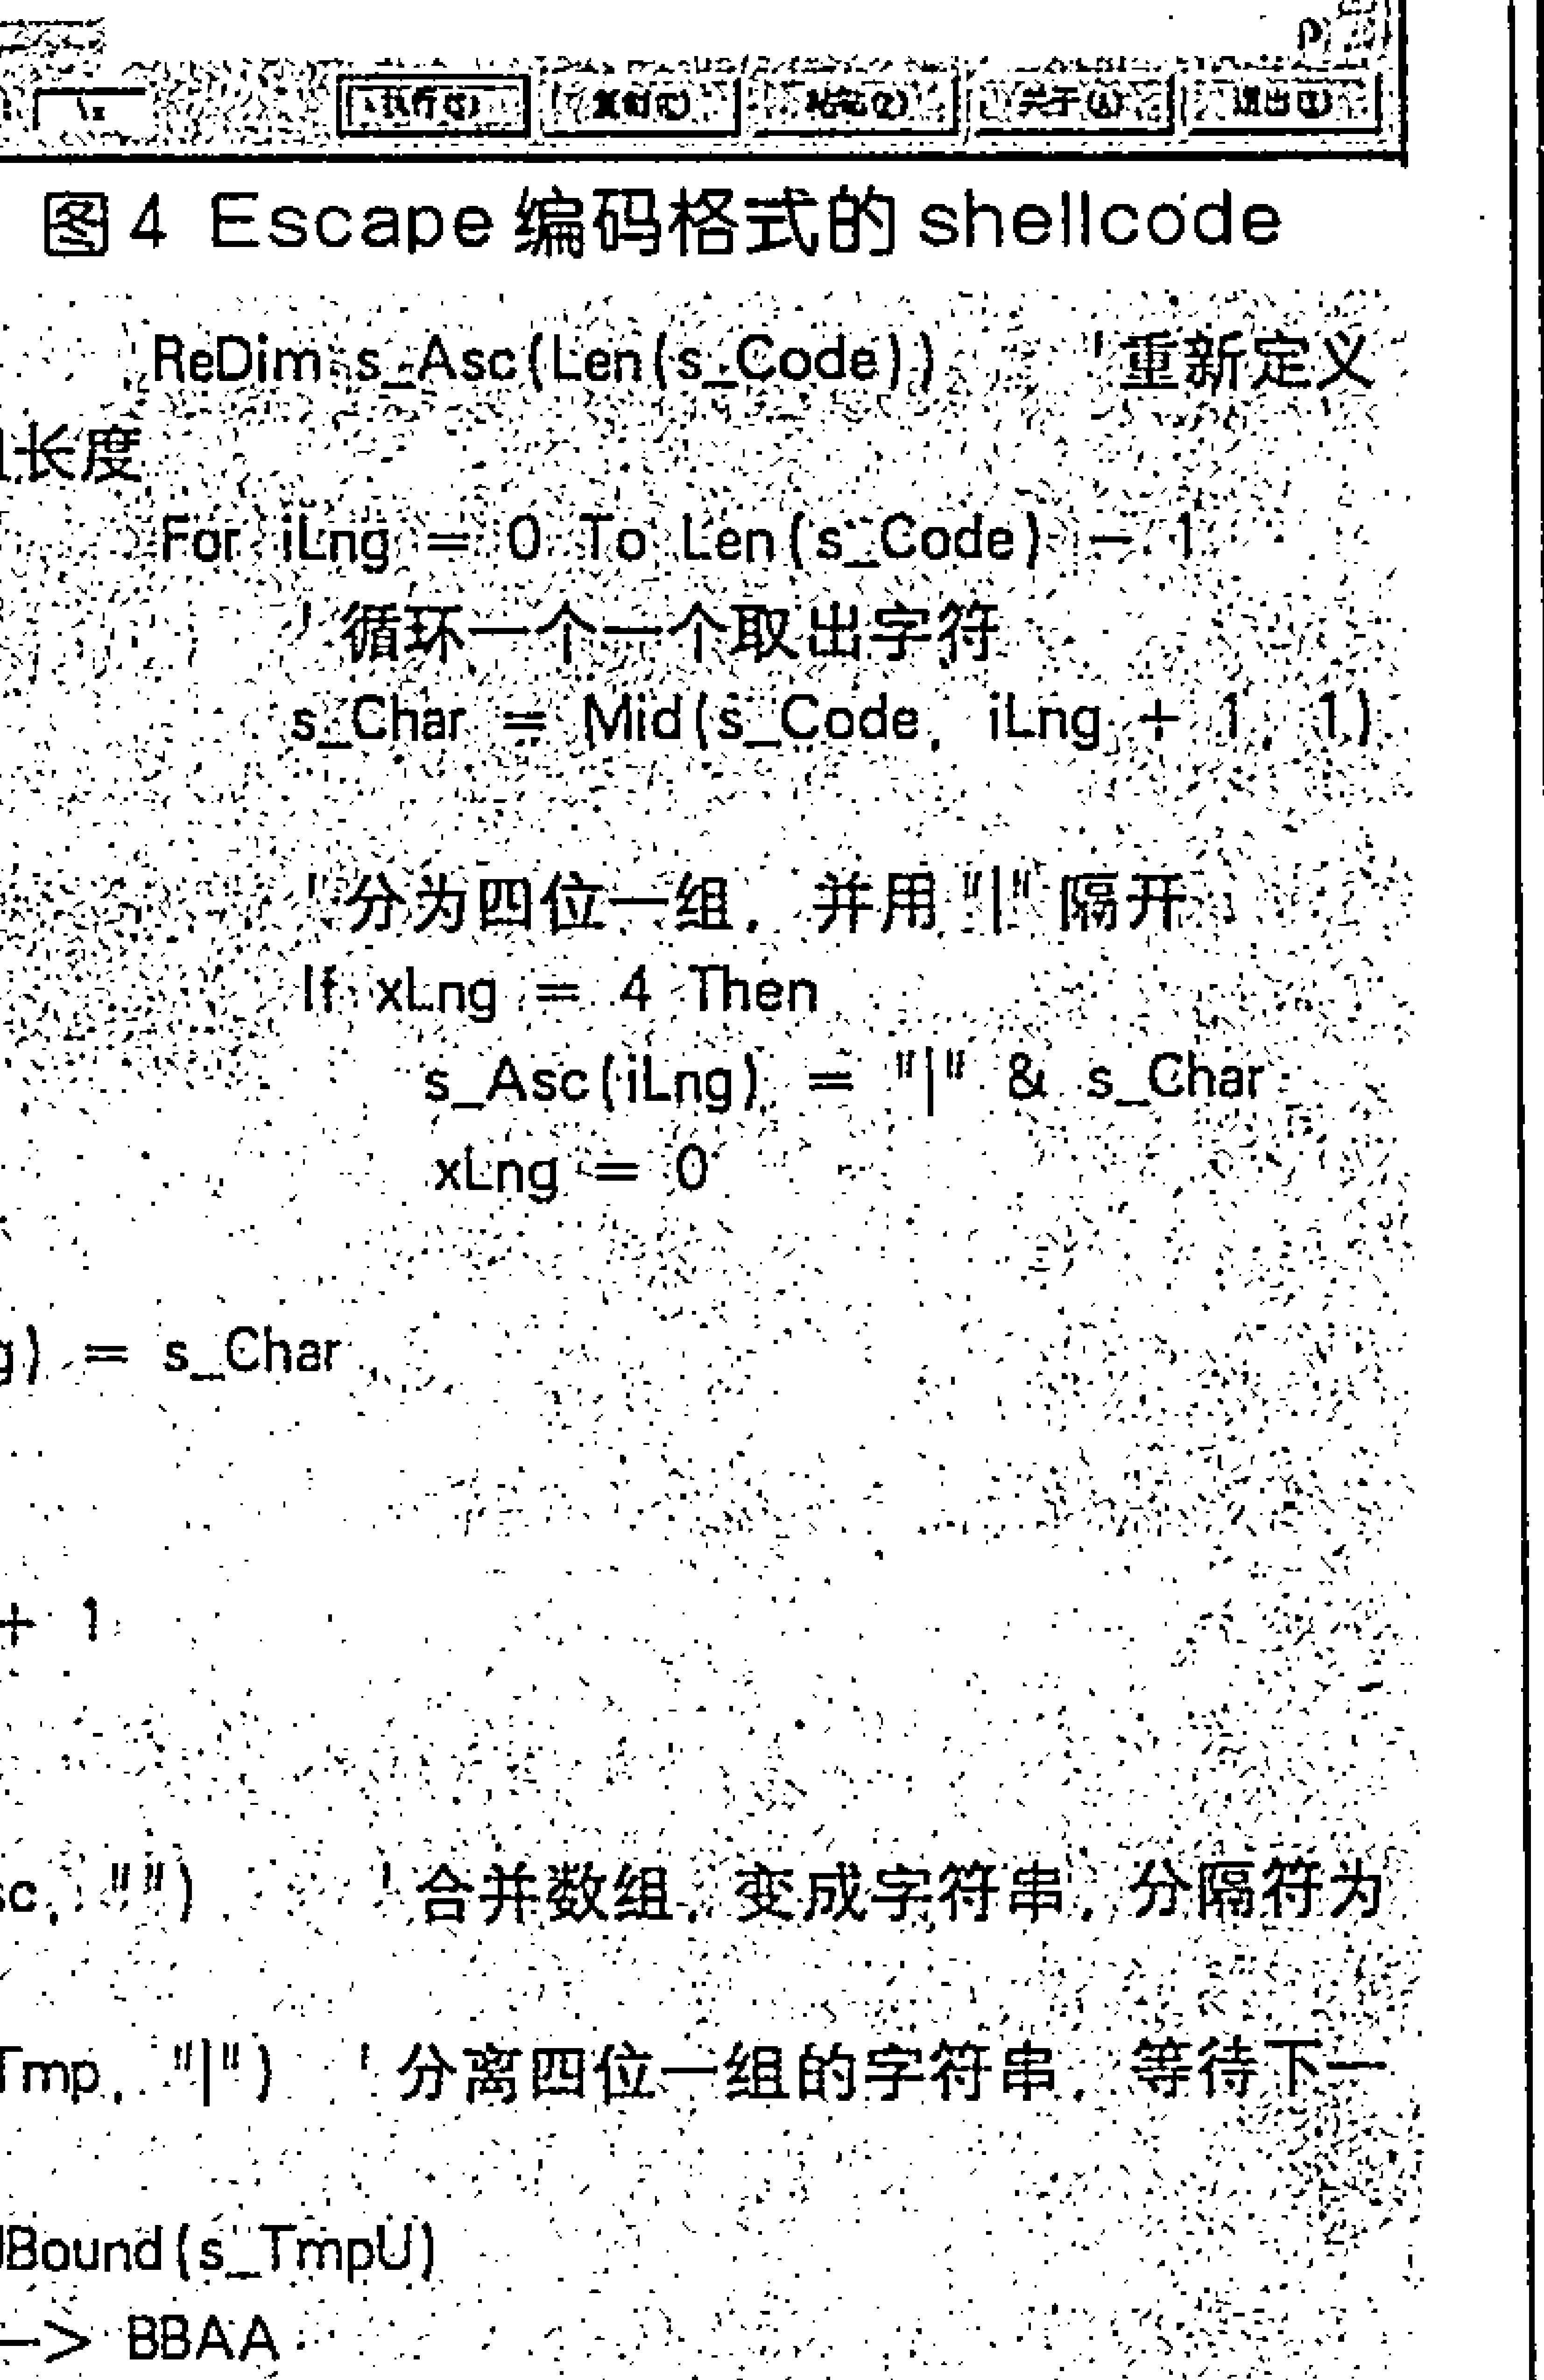 关于(A)
图4 Escape编码格式的shellcode
ReDim s_Asc(Len(s_Code)) '重新定义
长度
For iLng = 0 To Len(s_Code) - 1
'循环一个一个取出字符
s_Char = Mid(s_Code, iLng + 1, 1)
'分为四位一组，并用"|"隔开
If xLng = 4 Then
s_Asc(iLng) = "|" & s_Char
xLng = 0
) = s_Char
+ 1
"") '合并数组，变成字符串，分隔符为
Tmp, "|") '分离四位一组的字符串，等待下一
Bound(s_TmpU)
-> BBAA